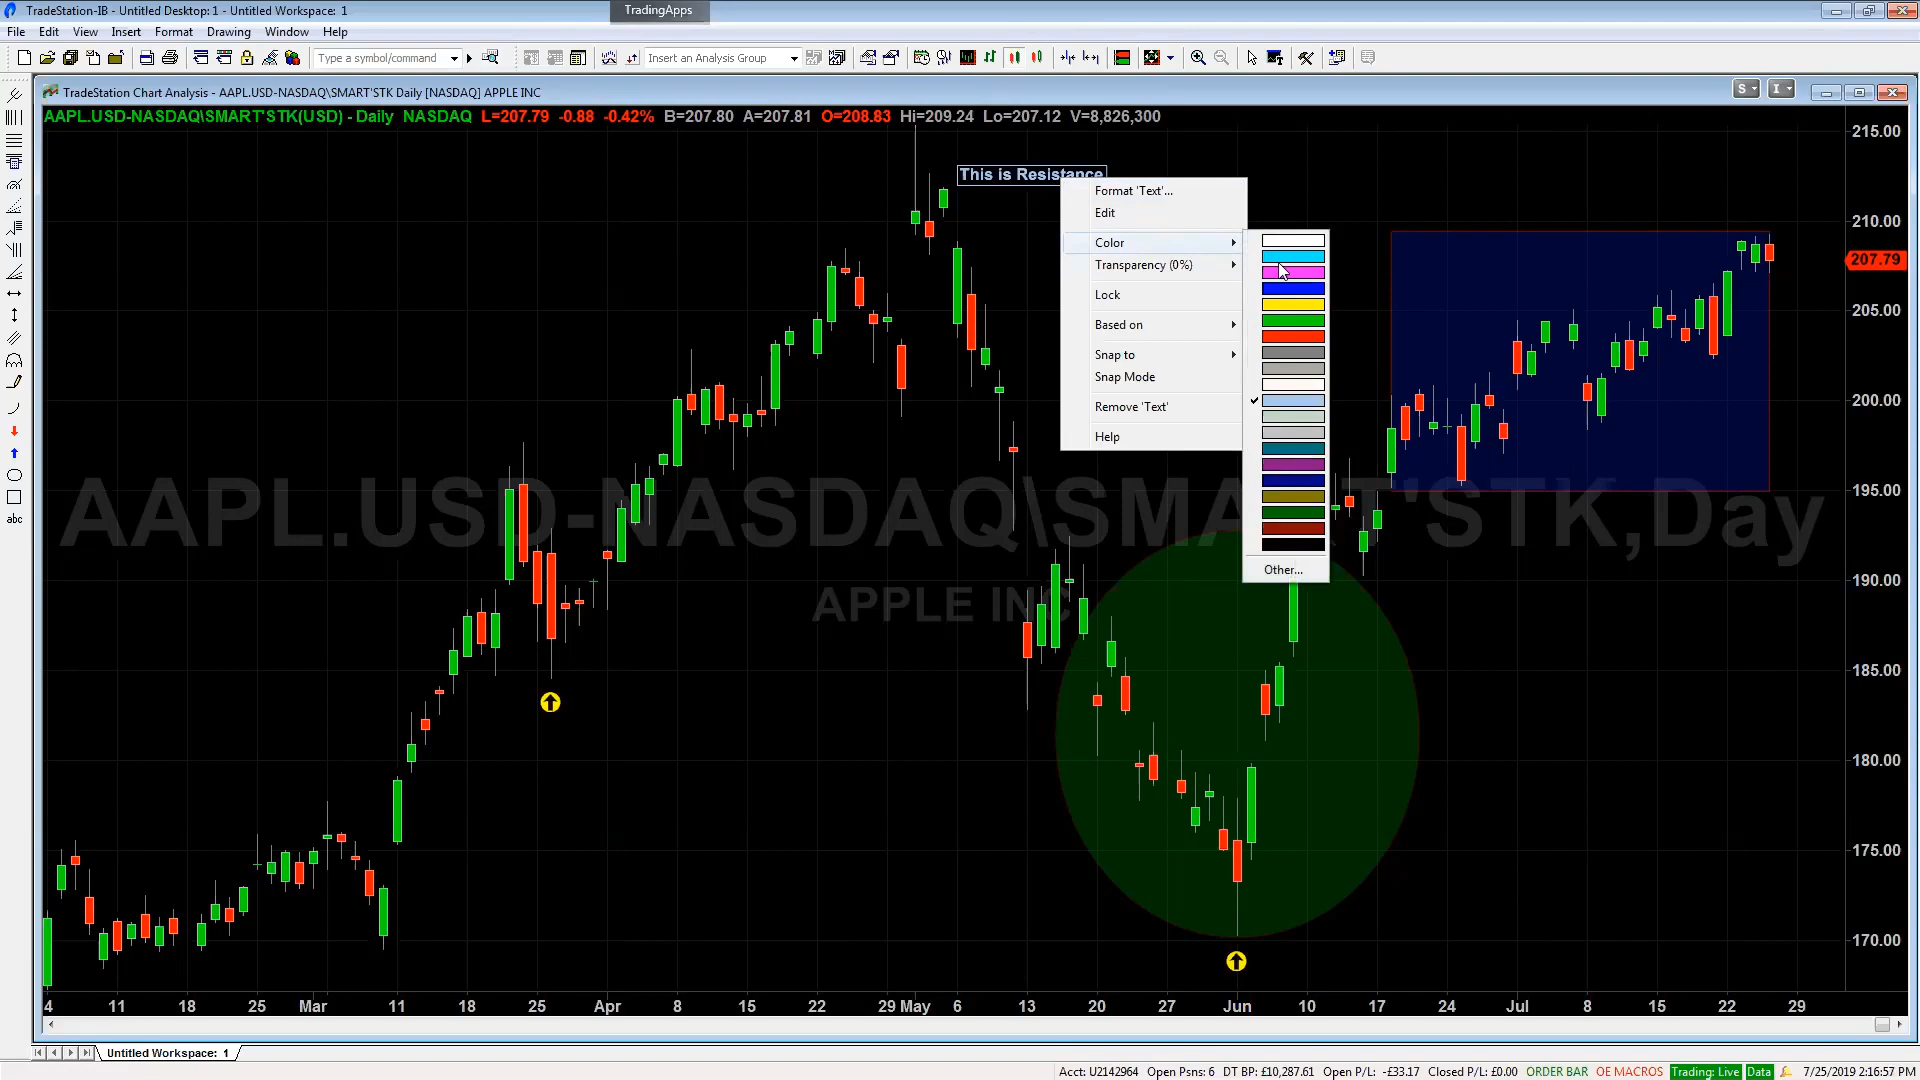 TradeStation-IB - Untitled Desktop: 1 - Untitled Workspace: 1
TradingApps
File Edit View Insert Format Drawing Window Help
Type a symbol/command
Insert an Analysis Group
TradeStation Chart Analysis - AAPL.USD-NASDAQ\SMART'STK Daily [NASDAQ] APPLE INC
S I
AAPL.USD-NASDAQ\SMART'STK(USD) - Daily NASDAQ L=207.79 -0.88 -0.42% B=207.80 A=207.81 O=208.83 Hi=209.24 Lo=207.12 V=8,826,300
This is Resistance
Format 'Text'...
Edit
Color
Transparency (0%)
Lock
Based on
Snap to
Snap Mode
Remove 'Text'
Help
Other...
215.00
210.00
207.79
205.00
200.00
195.00
190.00
185.00
180.00
175.00
170.00
abc
AAPL.USD-NASDAQ\SMART'STK,Day
APPLE INC
4 11 18 25 Mar 11 18 25 Apr 8 15 22 29 May 6 13 20 27 Jun 10 17 24 Jul 8 15 22 29
Untitled Workspace: 1
Acct: U2142964 Open Psns: 6 DT BP: £10,287.61 Open P/L: -£33.17 Closed P/L: £0.00 ORDER BAR OE MACROS Trading: Live Data 7/25/2019 2:16:57 PM